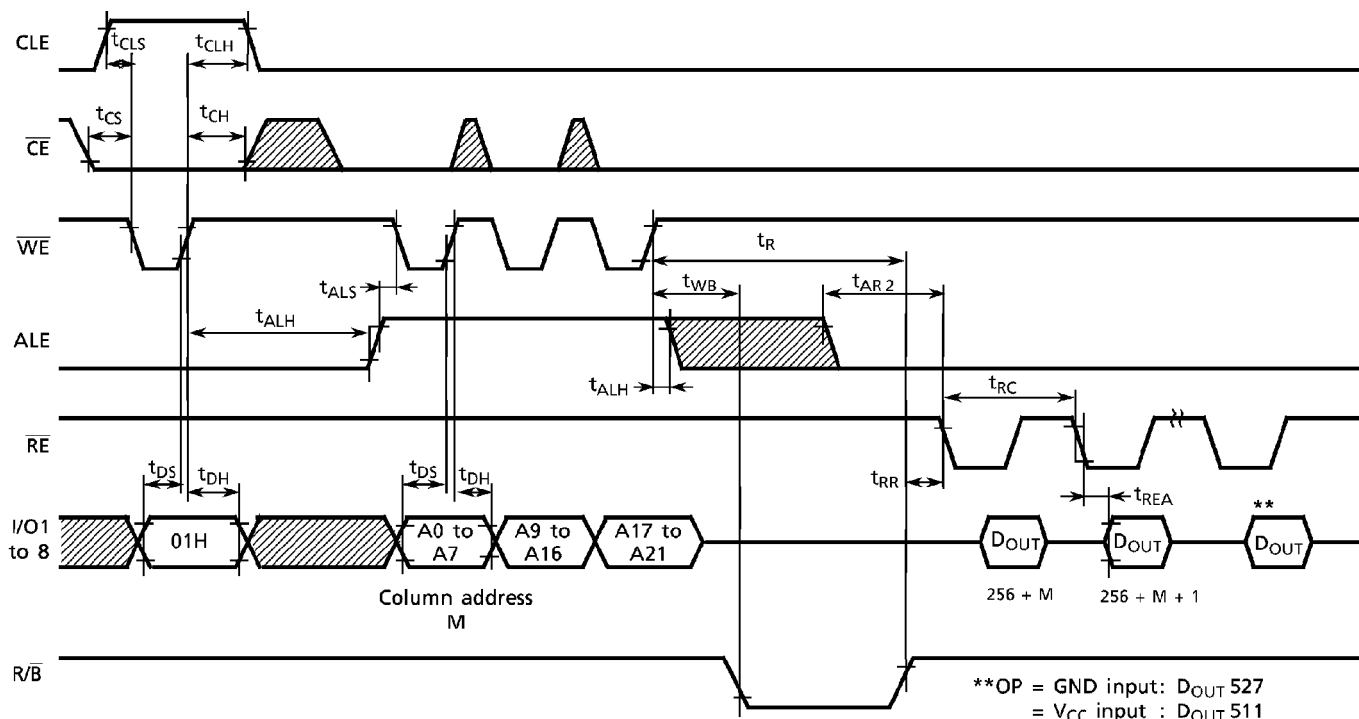 CLE
tCLS
tCLH
tCS
tCH
CE
WE
tR
tALS
tWB
tAR 2
tALH
ALE
tALH
tRC
RE
tDS
tDH
tDS
tDH
tRR
tREA
I/O1
to 8
01H
A0 to
A7
A9 to
A16
A17 to
A21
DOUT
DOUT
**
DOUT
256 + M
256 + M + 1
Column address
M
R/B
**OP = GND input: DOUT 527
= VCC input : DOUT 511